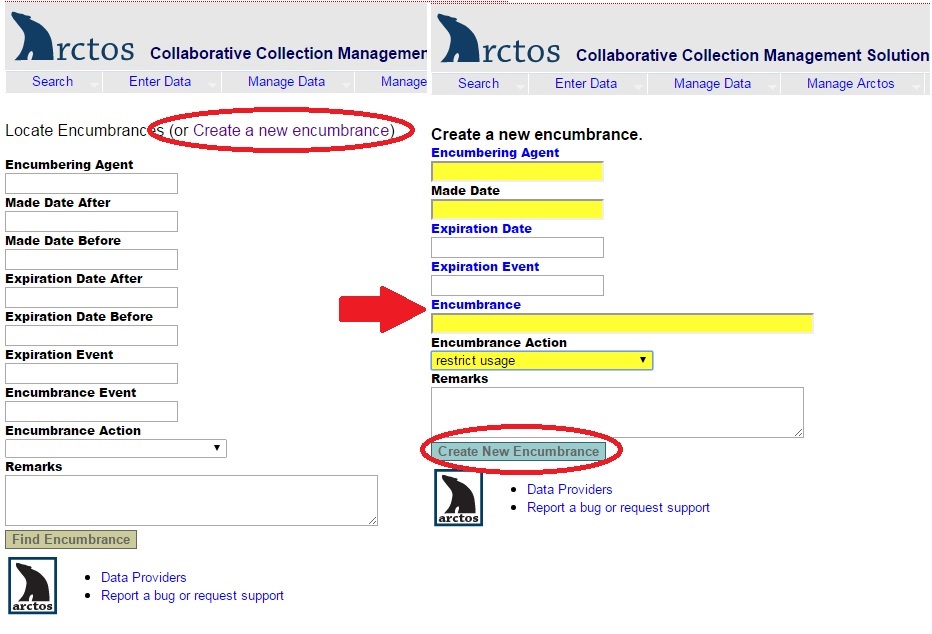 arctos Collaborative Collection Managemen
Search Enter Data Manage Data Manage
Locate Encumbrances (or Create a new encumbrance)
Encumbering Agent
Made Date After
Made Date Before
Expiration Date After
Expiration Date Before
Expiration Event
Encumbrance Event
Encumbrance Action
Remarks
Find Encumbrance
arctos
Data Providers
Report a bug or request support
arctos Collaborative Collection Management Solution
Search Enter Data Manage Data Manage Arctos
Create a new encumbrance.
Encumbering Agent
Made Date
Expiration Date
Expiration Event
Encumbrance
Encumbrance Action
restrict usage
Remarks
Create New Encumbrance
arctos
Data Providers
Report a bug or request support